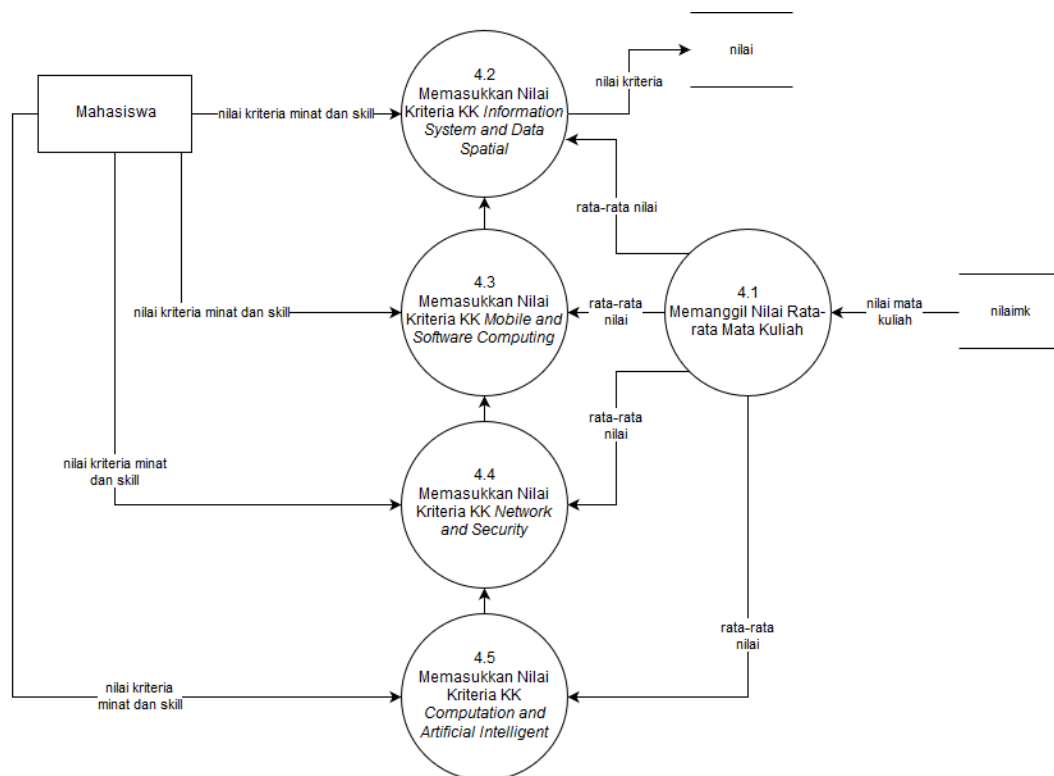 nilai
4.2
Memasukkan Nilai
Kriteria KK Information
System and Data
Spatial
nilai kriteria
Mahasiswa
nilai kriteria minat dan skill
rata-rata nilai
4.3
Memasukkan Nilai
Kriteria KK Mobile and
Software Computing
nilai kriteria minat dan skill
rata-rata
nilai
4.1
Memanggil Nilai Rata-
rata Mata Kuliah
nilai mata
kuliah
nilaimk
rata-rata
nilai
nilai kriteria minat
dan skill
4.4
Memasukkan Nilai
Kriteria KK Network
and Security
rata-rata
nilai
4.5
Memasukkan Nilai
Kriteria KK
Computation and
Artificial Intelligent
nilai kriteria
minat dan skill